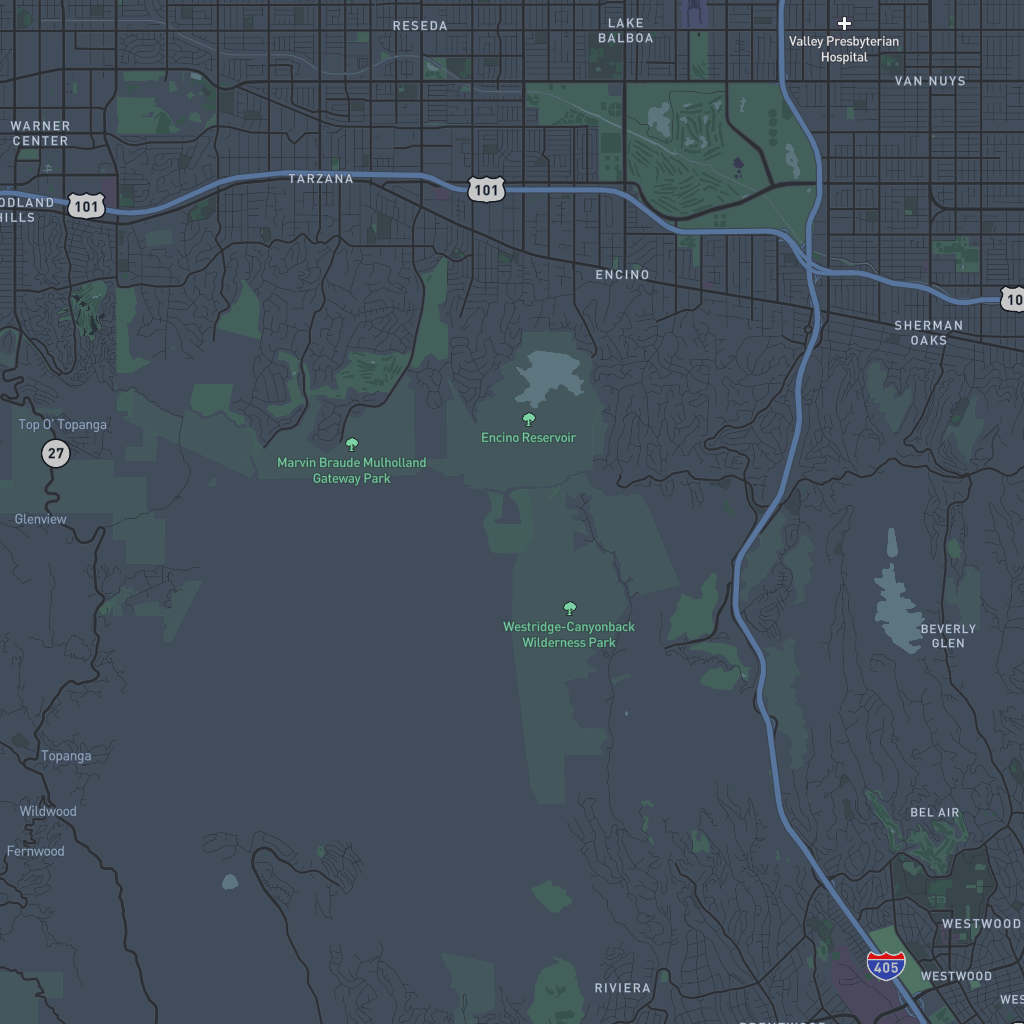 RESEDA
LAKE
BALBOA
Valley Presbyterian
Hospital
VAN NUYS
WARNER
CENTER
TARZANA
101
101
ODLAND
HILLS
ENCINO
10
SHERMAN
OAKS
Top O' Topanga
27
Encino Reservoir
Marvin Braude Mulholland
Gateway Park
Glenview
Westridge-Canyonback
Wilderness Park
BEVERLY
GLEN
Topanga
Wildwood
BEL AIR
Fernwood
WESTWOOD
405
WESTWOOD
RIVIERA
WES